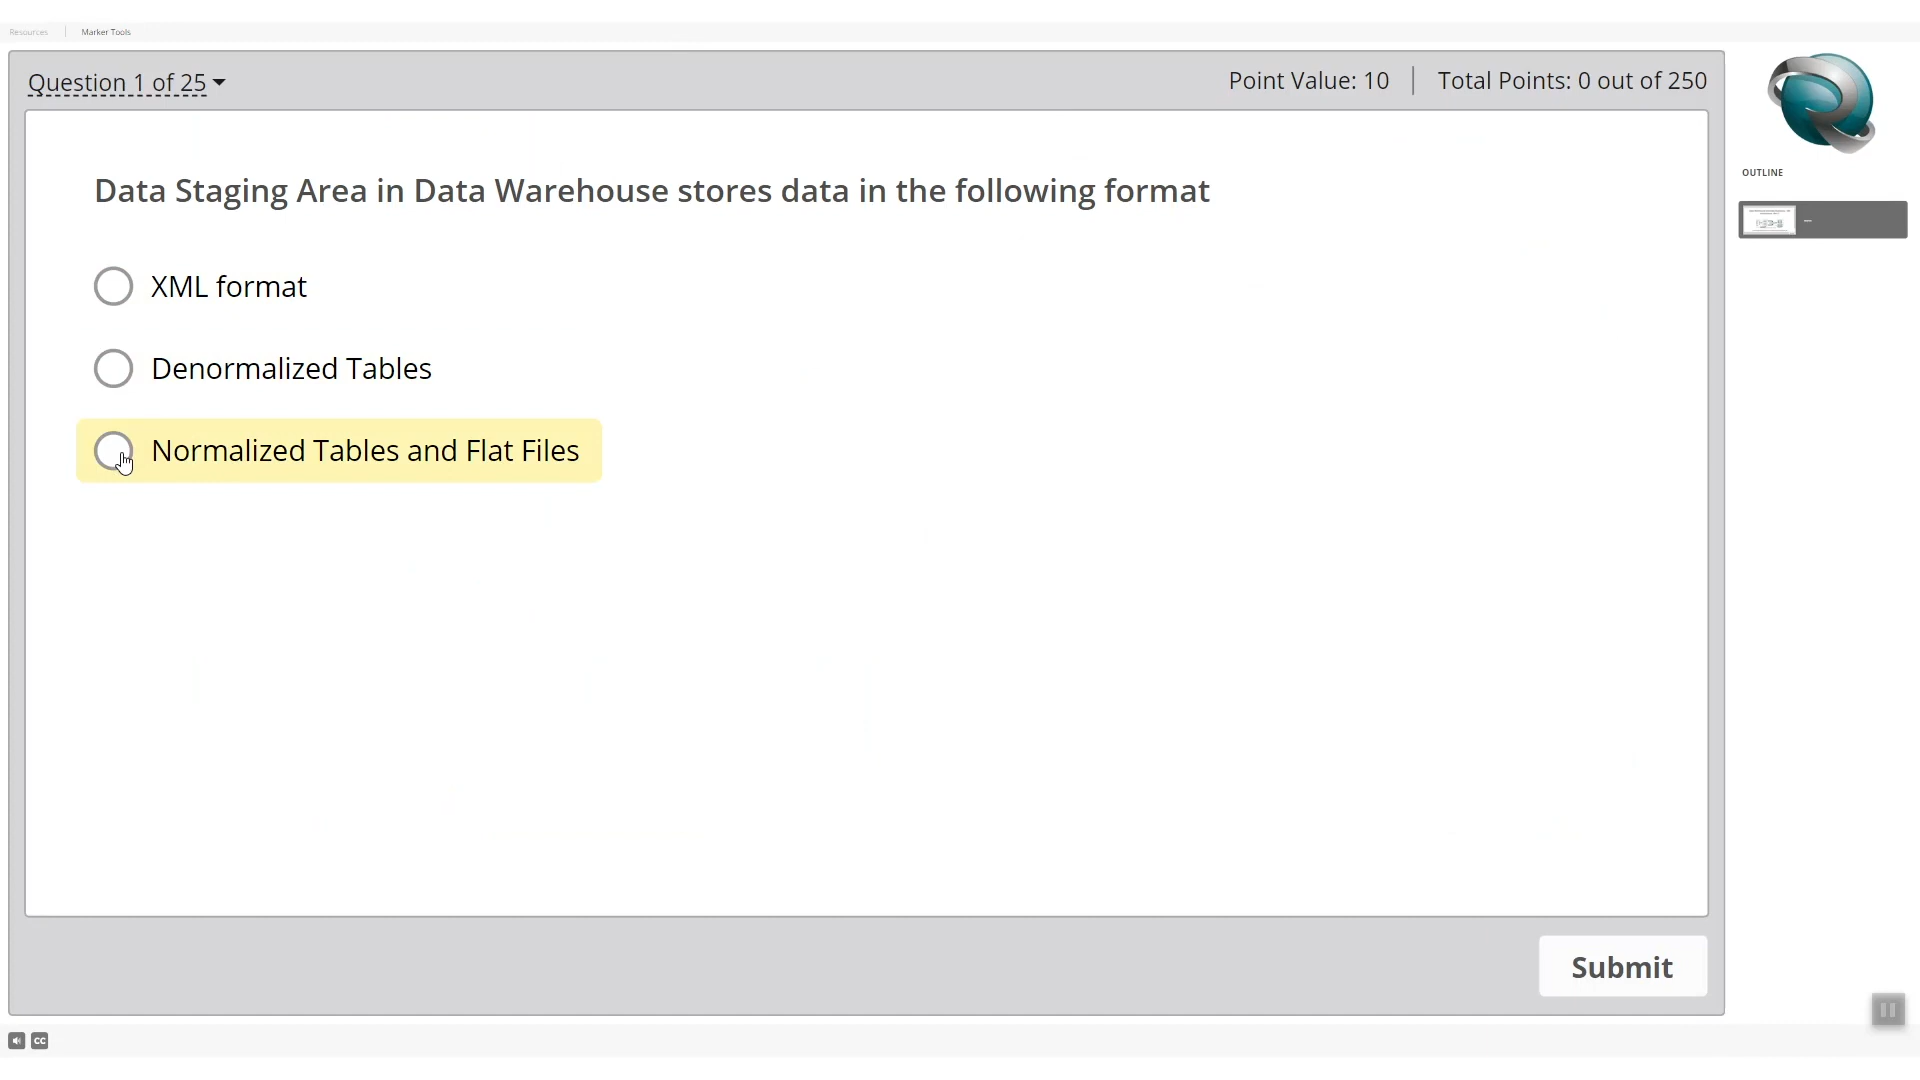 Resources
Marker Tools
Question 1 of 25
Point Value: 10
Total Points: 0 out of 250
Data Staging Area in Data Warehouse stores data in the following format
XML format
Denormalized Tables
Normalized Tables and Flat Files
Submit
OUTLINE
CC